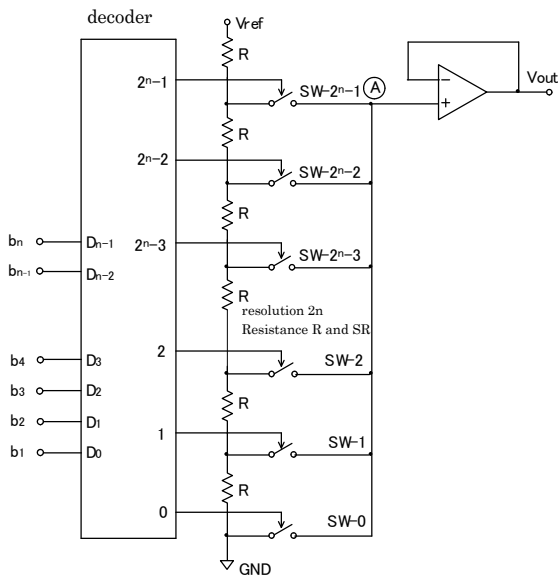 decoder
Vref
R
2ⁿ-1
SW-2ⁿ-1
A
−
+
Vout
R
2ⁿ-2
SW-2ⁿ-2
R
bn
Dn-1
2ⁿ-3
SW-2ⁿ-3
bn-1
Dn-2
R
resolution 2n
Resistance R and SR
b4
D3
2
SW-2
b3
D2
R
b2
D1
1
SW-1
b1
D0
R
0
SW-0
GND